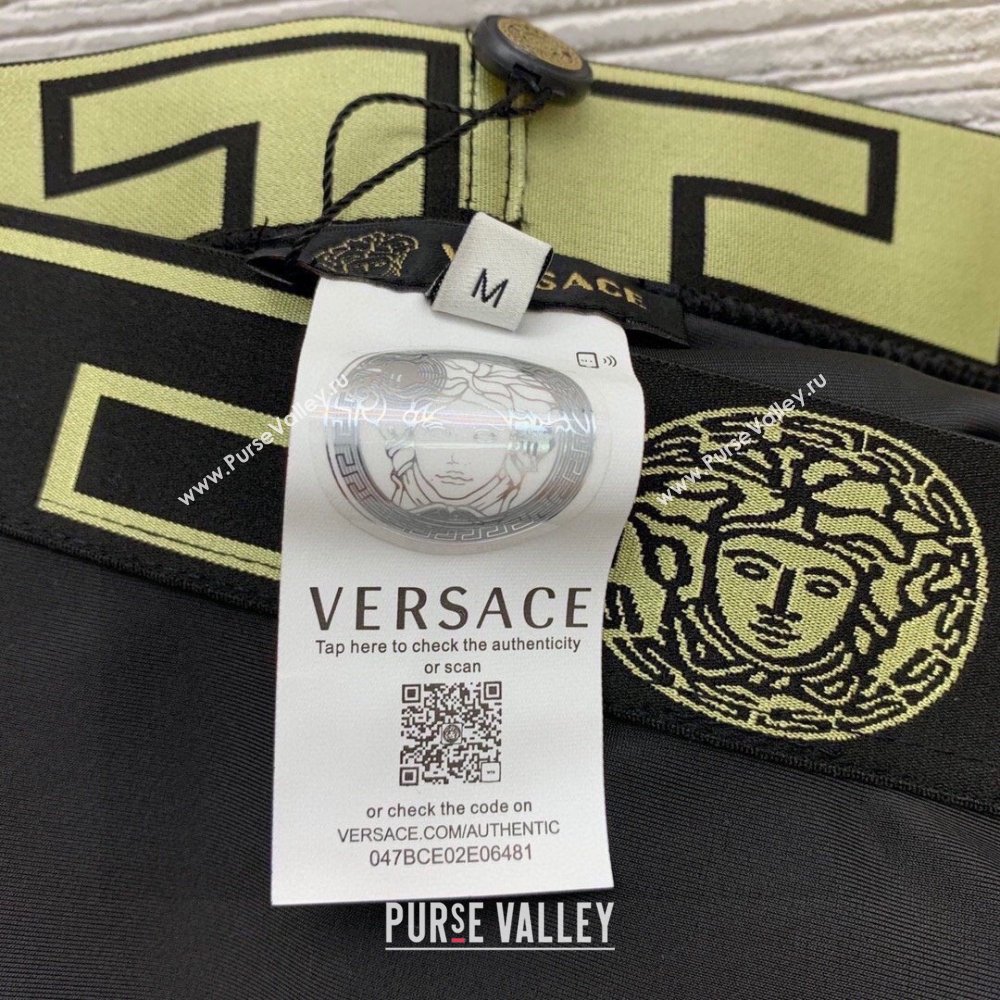 VERSACE
M
www.PurseValley.ru
www.PurseValley.ru
VERSACE
Tap here to check the authenticity
or scan
or check the code on
VERSACE.COM/AUTHENTIC
047BCE02E06481
PURSE VALLEY